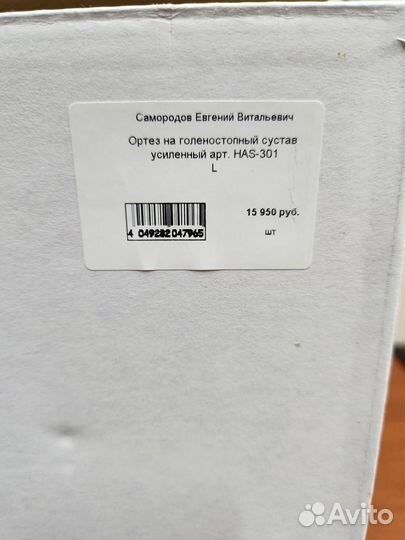 Самородов Евгений Витальевич
Ортез на голеностопный сустав
усиленный арт. HAS-301
L
15 950 руб.
4 049282 047965
шт
Avito